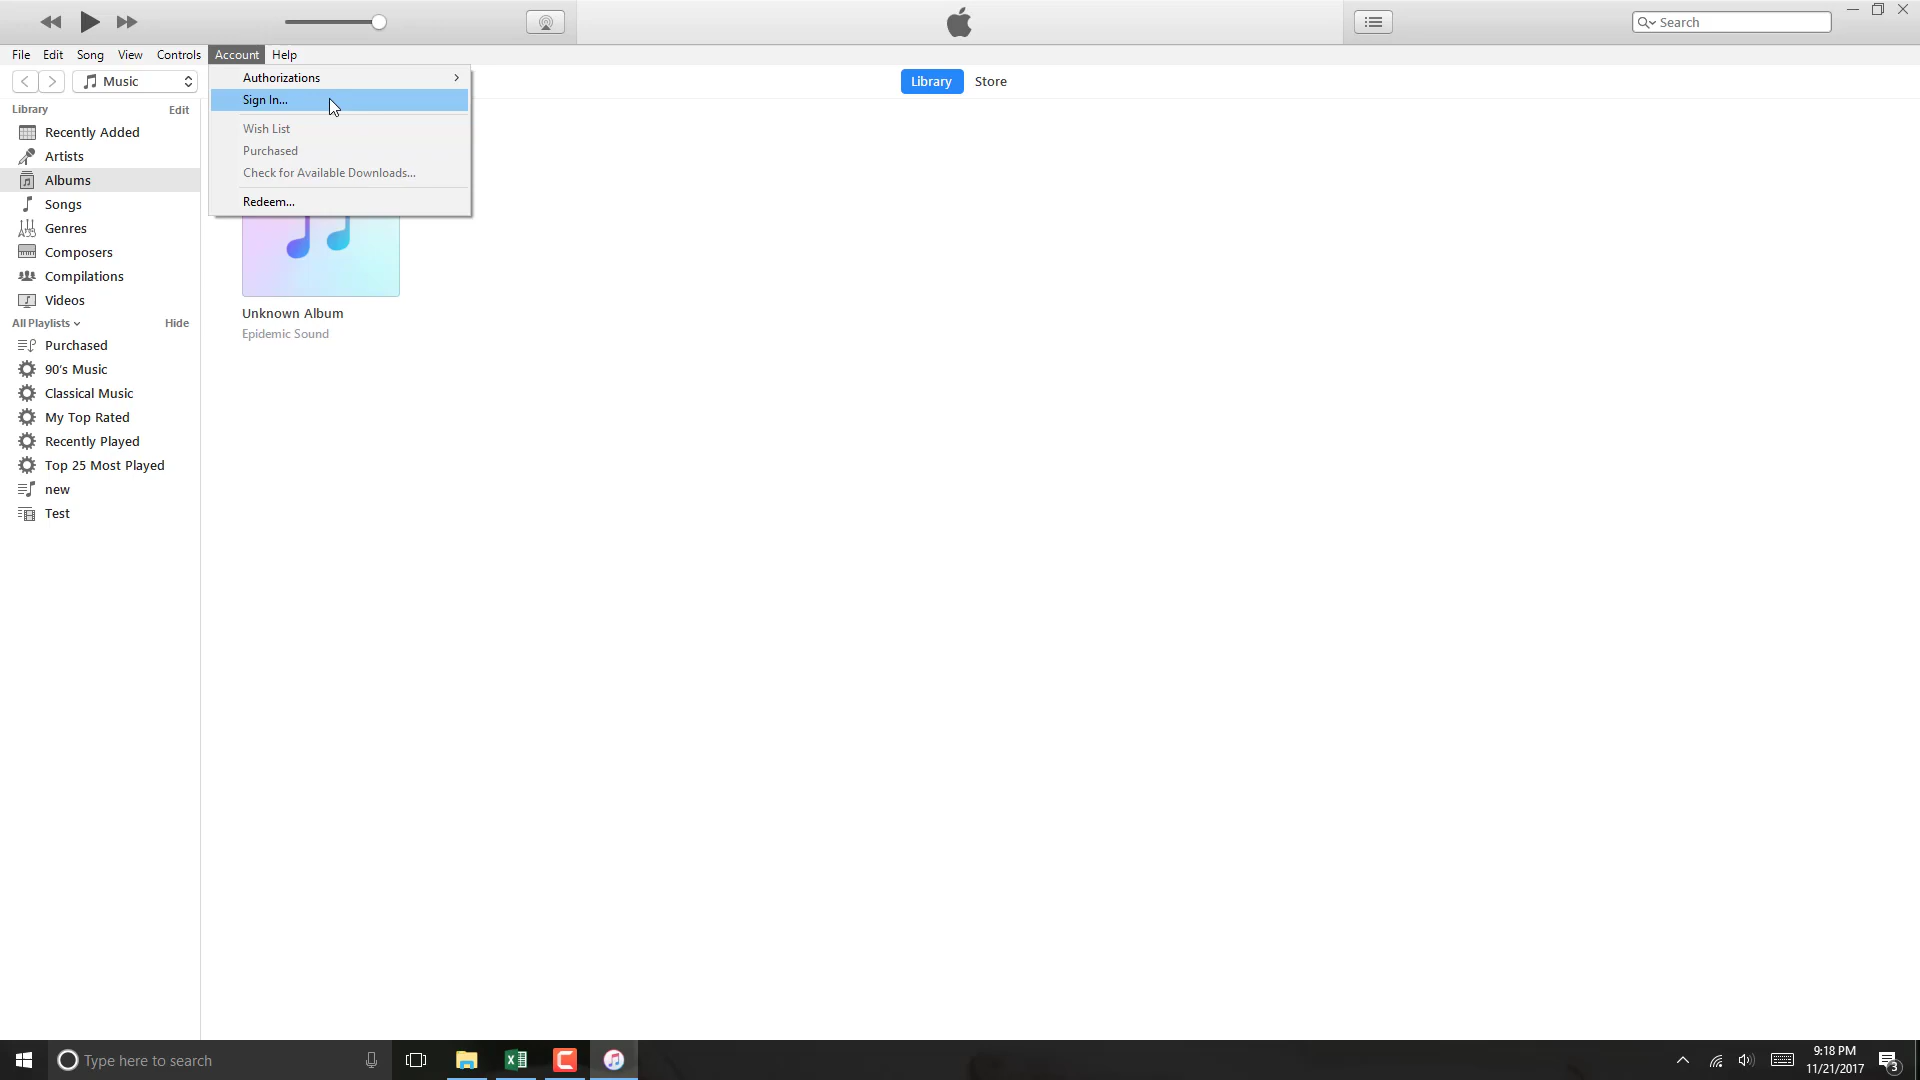 Search
File Edit Song View Controls Account Help
Music
Library Store
Authorizations
Sign In...
Wish List
Purchased
Check for Available Downloads...
Redeem...
Library Edit
Recently Added
Artists
Albums
Songs
Genres
Composers
Compilations
Videos
All Playlists Hide
Purchased
90's Music
Classical Music
My Top Rated
Recently Played
Top 25 Most Played
new
Test
Unknown Album
Epidemic Sound
Type here to search
9:18 PM
11/21/2017
3